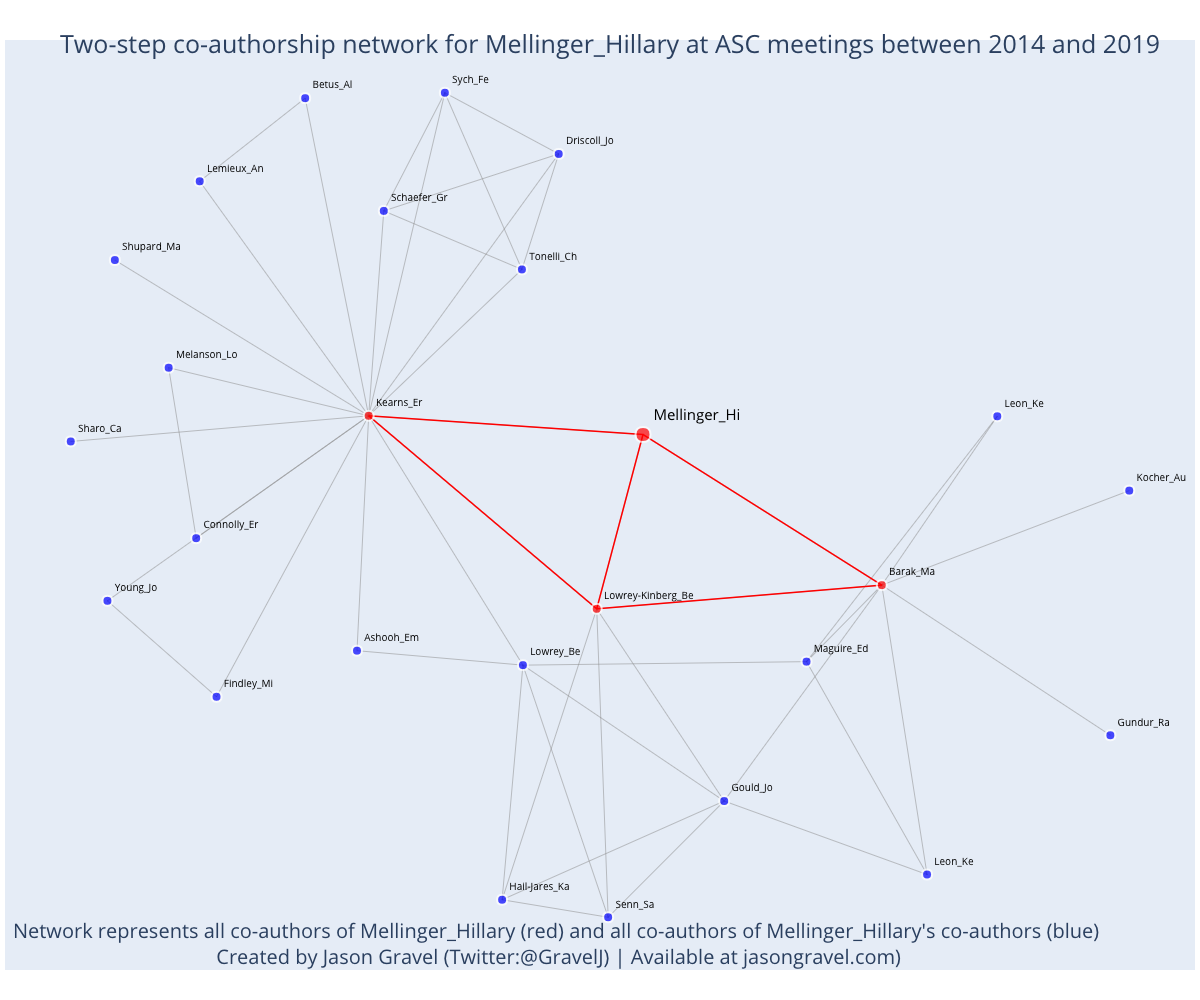 Two-step co-authorship network for Mellinger_Hillary at ASC meetings between 2014 and 2019
Betus_Al
Sych_Fe
Driscoll_Jo
Lemieux_An
Schaefer_Gr
Shupard_Ma
Tonelli_Ch
Melanson_Lo
Kearns_Er
Mellinger_Hi
Leon_Ke
Sharo_Ca
Kocher_Au
Connolly_Er
Barak_Ma
Young_Jo
Lowrey-Kinberg_Be
Ashooh_Em
Lowrey_Be
Maguire_Ed
Findley_Mi
Gundur_Ra
Gould_Jo
Leon_Ke
Hail-Jares_Ka
Senn_Sa
Network represents all co-authors of Mellinger_Hillary (red) and all co-authors of Mellinger_Hillary's co-authors (blue)
Created by Jason Gravel (Twitter:@GravelJ) | Available at jasongravel.com)